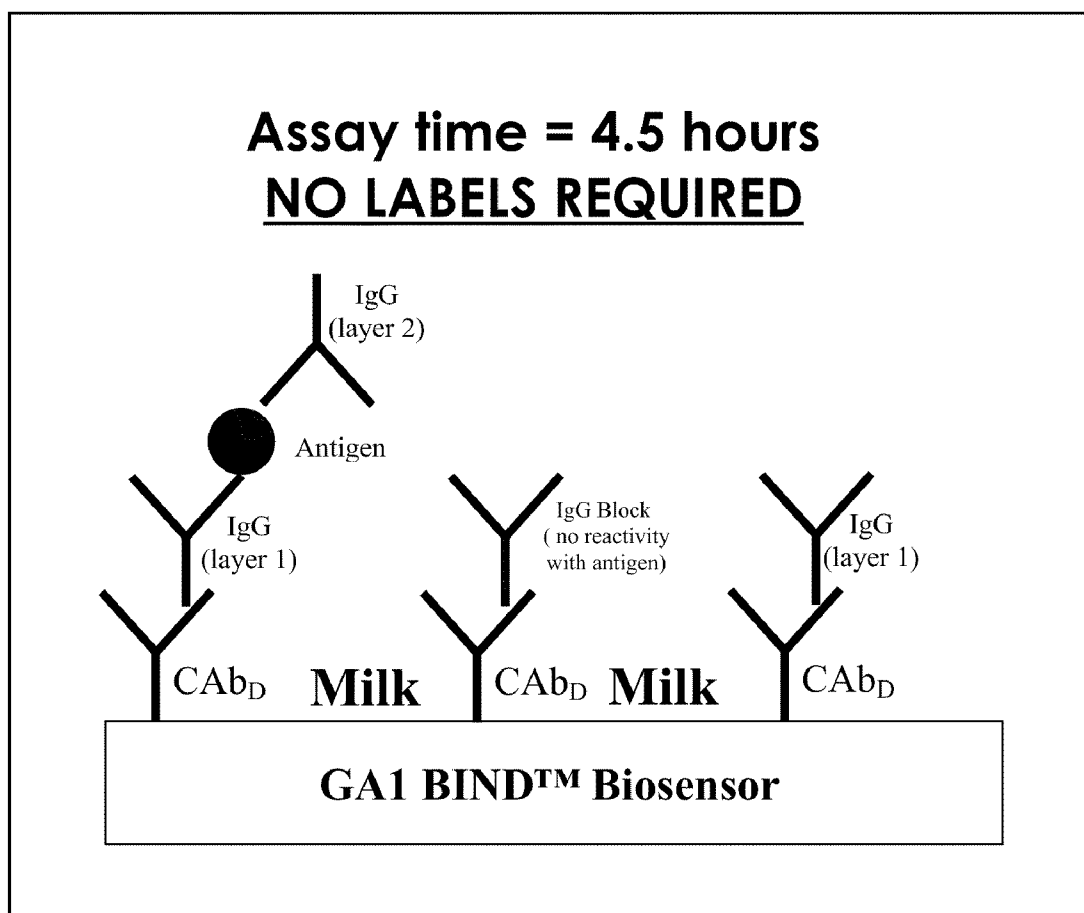 Assay time = 4.5 hours
NO LABELS REQUIRED
IgG
(layer 2)
Antigen
IgG
(layer 1)
IgG Block
( no reactivity
with antigen)
IgG
(layer 1)
CAbD
Milk
CAbD
Milk
CAbD
GA1 BIND™ Biosensor